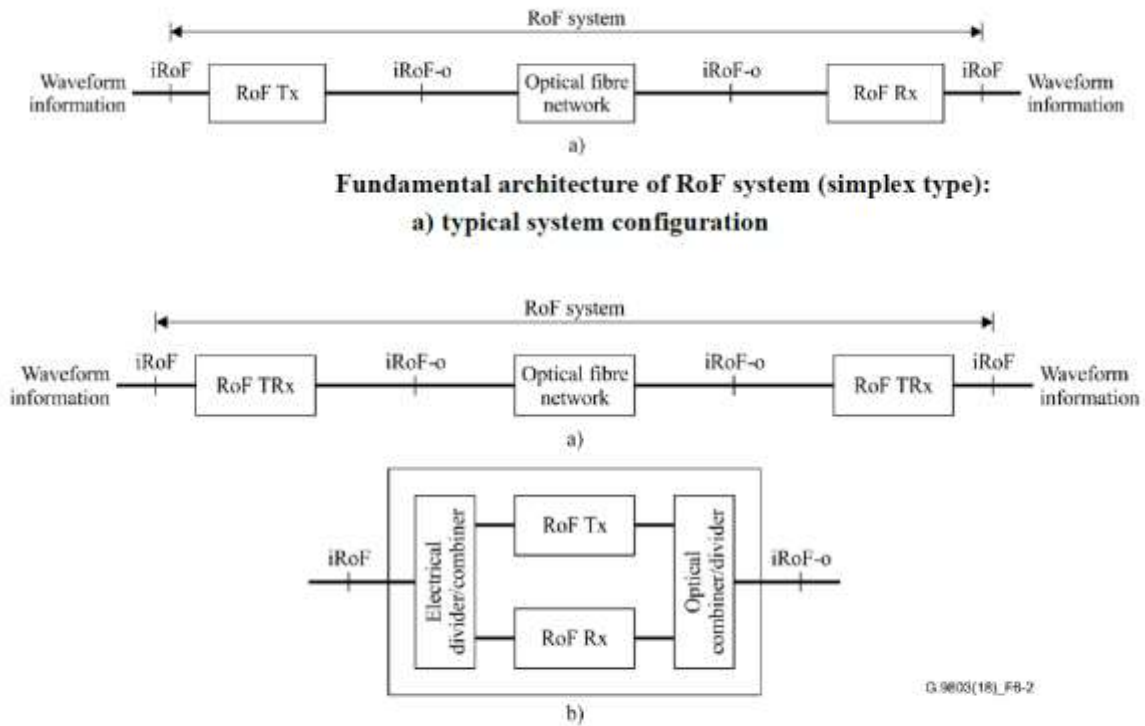 RoF system
iRoF
iRoF-o
iRoF-o
iRoF
Waveform
information
RoF Tx
Optical fibre
network
RoF Rx
Waveform
information
a)
Fundamental architecture of RoF system (simplex type):
a) typical system configuration
RoF system
iRoF
iRoF-o
iRoF-o
iRoF
Waveform
information
RoF TRx
Optical fibre
network
RoF TRx
Waveform
information
a)
iRoF
Electrical
divider/combiner
RoF Tx
RoF Rx
Optical
combiner/divider
iRoF-o
b)
G.9803(18)_F6-2